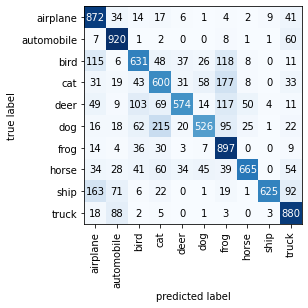 airplane 872 34 14 17 6 1 4 2 9 41
automobile 7 920 1 2 0 0 8 1 1 60
bird 115 6 631 48 37 26 118 8 0 11
cat 31 19 43 600 31 58 177 8 0 33
deer 49 9 103 69 574 14 117 50 4 11
dog 16 18 62 215 20 526 95 25 1 22
frog 4 4 36 30 3 7 897 0 0 9
horse 34 28 41 60 34 45 39 665 0 54
ship 163 71 6 22 0 1 19 1 625 92
truck 18 88 2 5 0 1 3 0 3 880
true label
airplane automobile bird cat deer dog frog horse ship truck
predicted label